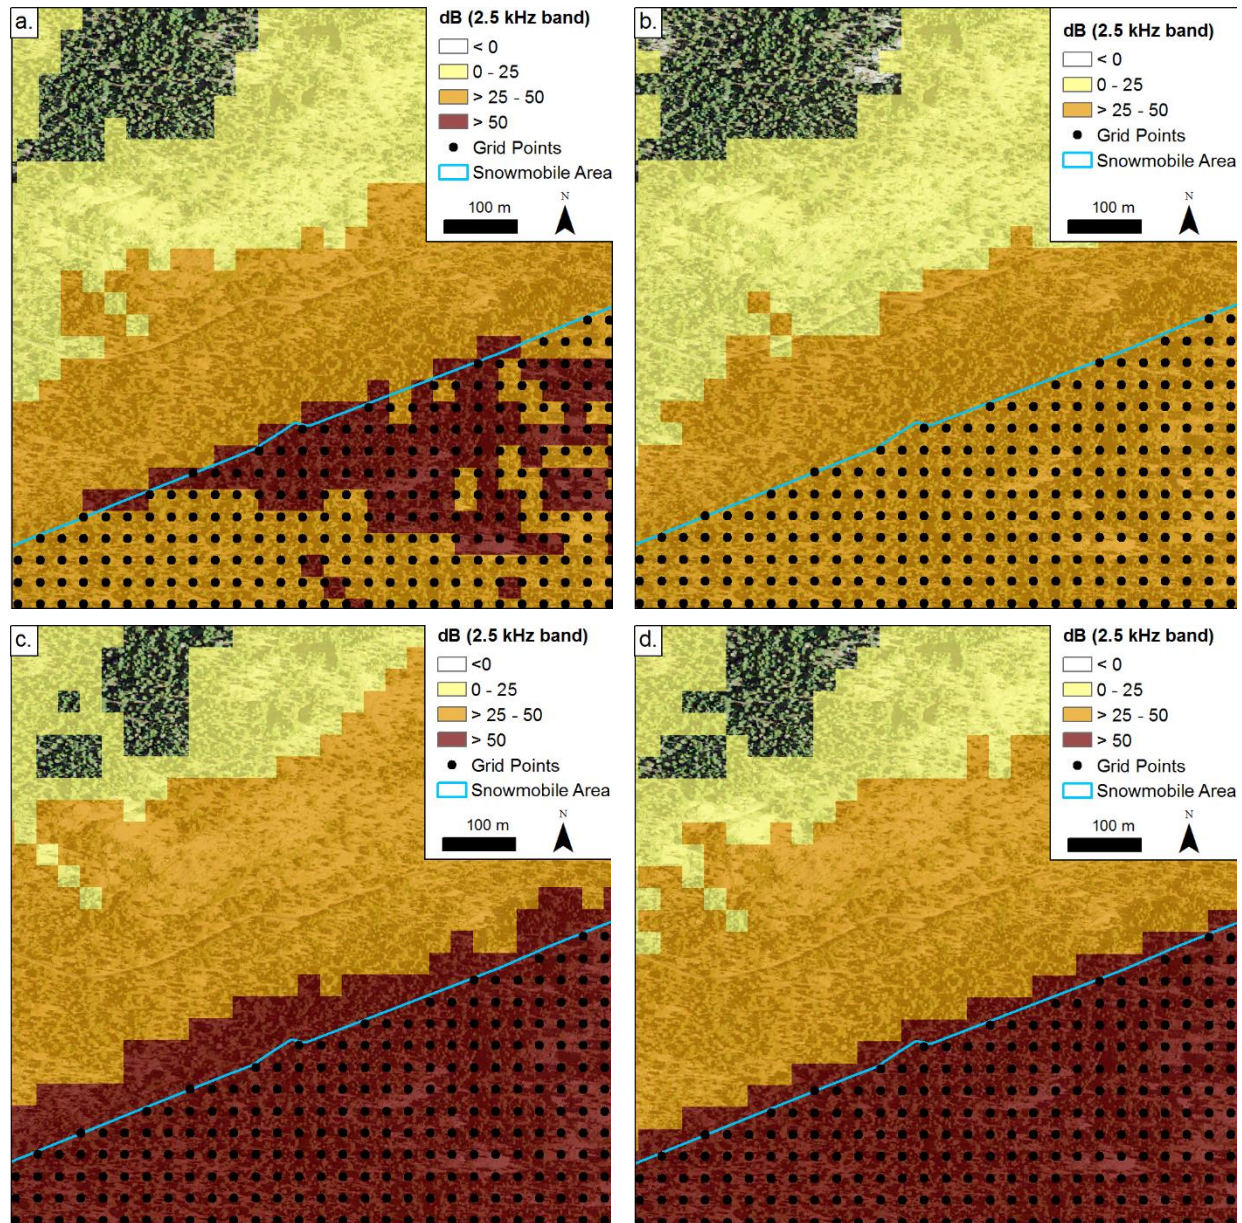 a.
dB (2.5 kHz band)
< 0
0 - 25
> 25 - 50
> 50
Grid Points
Snowmobile Area
100 m
N
b.
dB (2.5 kHz band)
< 0
0 - 25
> 25 - 50
Grid Points
Snowmobile Area
100 m
N
c.
dB (2.5 kHz band)
<0
0 - 25
> 25 - 50
> 50
Grid Points
Snowmobile Area
100 m
N
d.
dB (2.5 kHz band)
< 0
0 - 25
> 25 - 50
> 50
Grid Points
Snowmobile Area
100 m
N